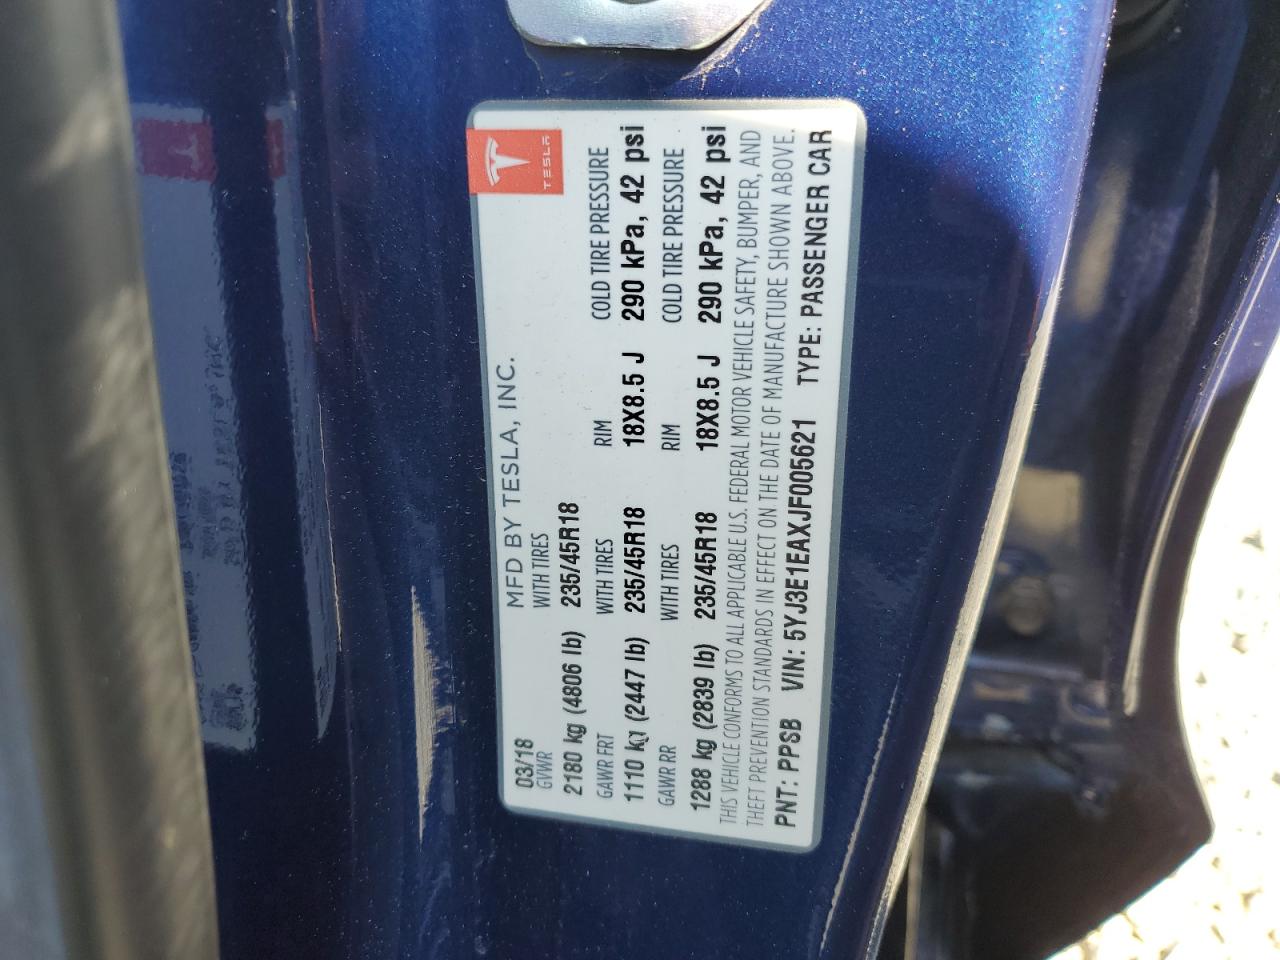 TESLA
MFD BY TESLA, INC.
03/18
GVWR WITH TIRES
2180 kg (4806 lb) 235/45R18
GAWR FRT WITH TIRES RIM COLD TIRE PRESSURE
1110 kg (2447 lb) 235/45R18 18X8.5 J 290 kPa, 42 psi
GAWR RR WITH TIRES RIM COLD TIRE PRESSURE
1288 kg (2839 lb) 235/45R18 18X8.5 J 290 kPa, 42 psi
THIS VEHICLE CONFORMS TO ALL APPLICABLE U.S. FEDERAL MOTOR VEHICLE SAFETY, BUMPER, AND
THEFT PREVENTION STANDARDS IN EFFECT ON THE DATE OF MANUFACTURE SHOWN ABOVE.
PNT: PPSB VIN: 5YJ3E1EAXJF005621 TYPE: PASSENGER CAR